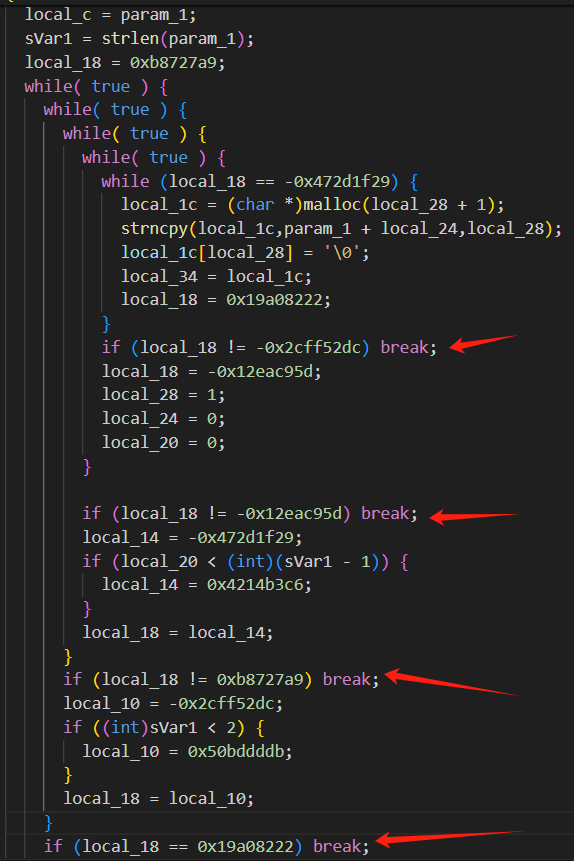 local_c = param_1;
sVar1 = strlen(param_1);
local_18 = 0xb8727a9;
while( true ) {
while( true ) {
while( true ) {
while( true ) {
while (local_18 == -0x472d1f29) {
local_1c = (char *)malloc(local_28 + 1);
strncpy(local_1c,param_1 + local_24,local_28);
local_1c[local_28] = '\0';
local_34 = local_1c;
local_18 = 0x19a08222;
}
if (local_18 != -0x2cff52dc) break;
local_18 = -0x12eac95d;
local_28 = 1;
local_24 = 0;
local_20 = 0;
}
if (local_18 != -0x12eac95d) break;
local_14 = -0x472d1f29;
if (local_20 < (int)(sVar1 - 1)) {
local_14 = 0x4214b3c6;
}
local_18 = local_14;
}
if (local_18 != 0xb8727a9) break;
local_10 = -0x2cff52dc;
if ((int)sVar1 < 2) {
local_10 = 0x50bddddb;
}
local_18 = local_10;
}
if (local_18 == 0x19a08222) break;